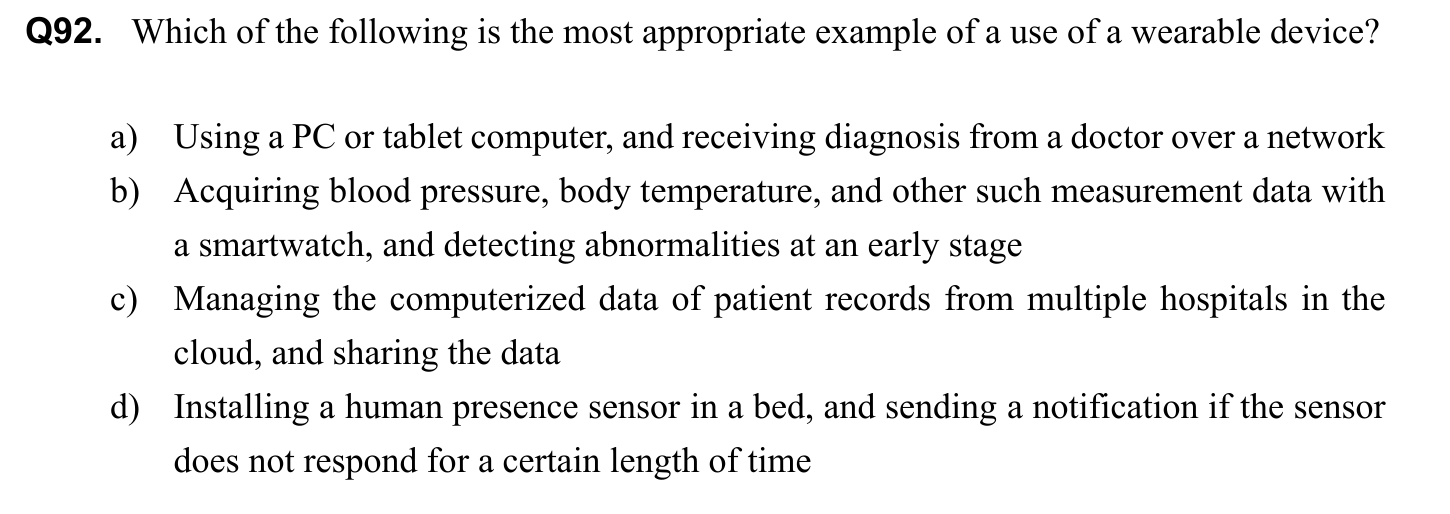 Q92. Which of the following is the most appropriate example of a use of a wearable device?
a) Using a PC or tablet computer, and receiving diagnosis from a doctor over a network
b) Acquiring blood pressure, body temperature, and other such measurement data with
a smartwatch, and detecting abnormalities at an early stage
c) Managing the computerized data of patient records from multiple hospitals in the
cloud, and sharing the data
d) Installing a human presence sensor in a bed, and sending a notification if the sensor
does not respond for a certain length of time